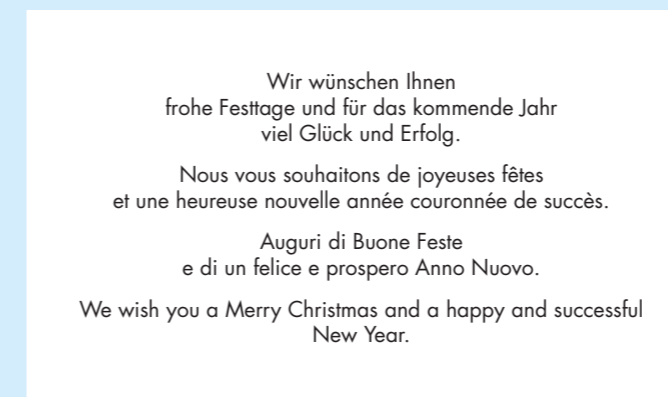 Wir wünschen Ihnen
frohe Festtage und für das kommende Jahr
viel Glück und Erfolg.
Nous vous souhaitons de joyeuses fêtes
et une heureuse nouvelle année couronnée de succès.
Auguri di Buone Feste
e di un felice e prospero Anno Nuovo.
We wish you a Merry Christmas and a happy and successful
New Year.